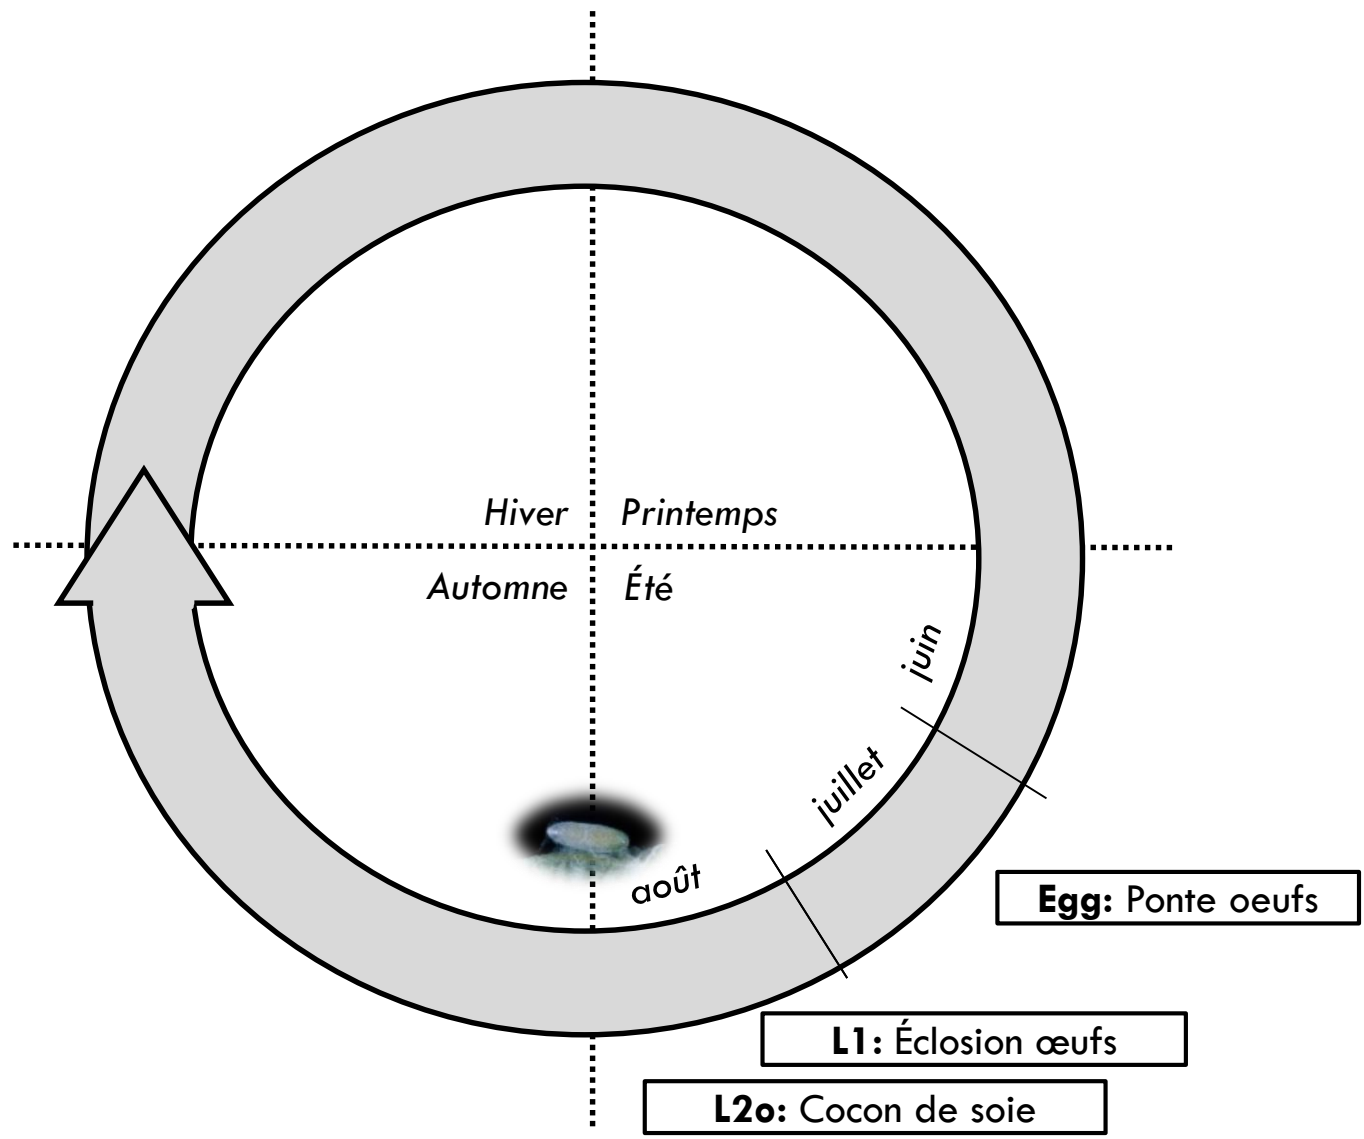 Hiver
Printemps
Automne
Été
juin
juillet
août
Egg: Ponte oeufs
L1: Éclosion œufs
L2o: Cocon de soie